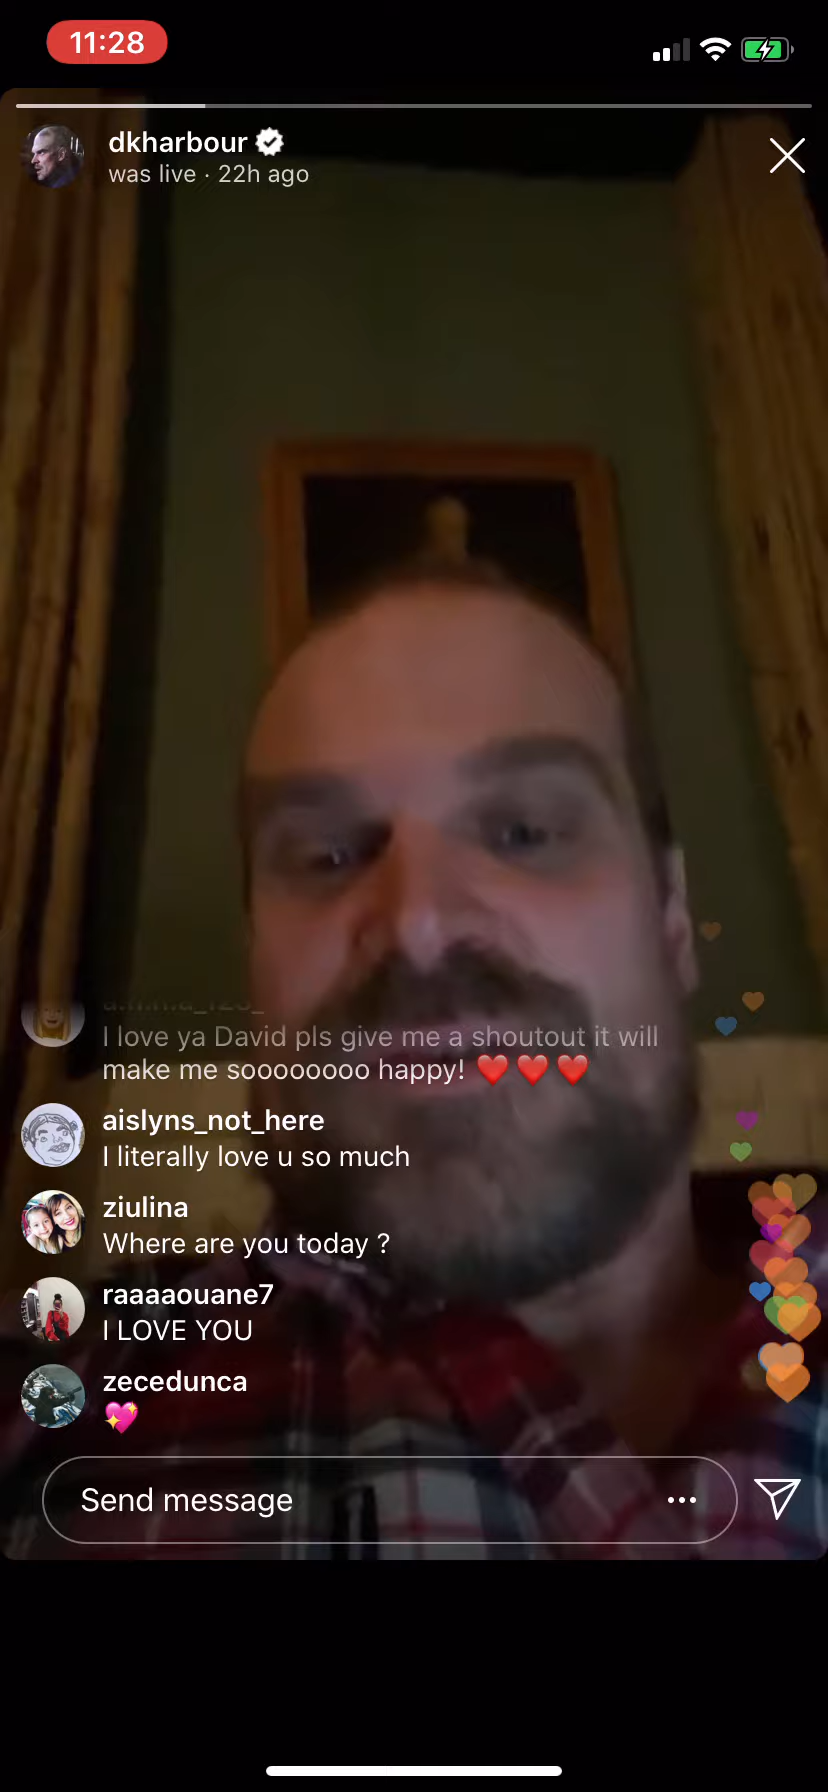 11:28
dkharbour
was live · 22h ago
I love ya David pls give me a shoutout it will
make me soooooooo happy! ❤️ ❤️ ❤️
aislyns_not_here
I literally love u so much
ziulina
Where are you today ?
raaaaouane7
I LOVE YOU
zecedunca
💖
Send message